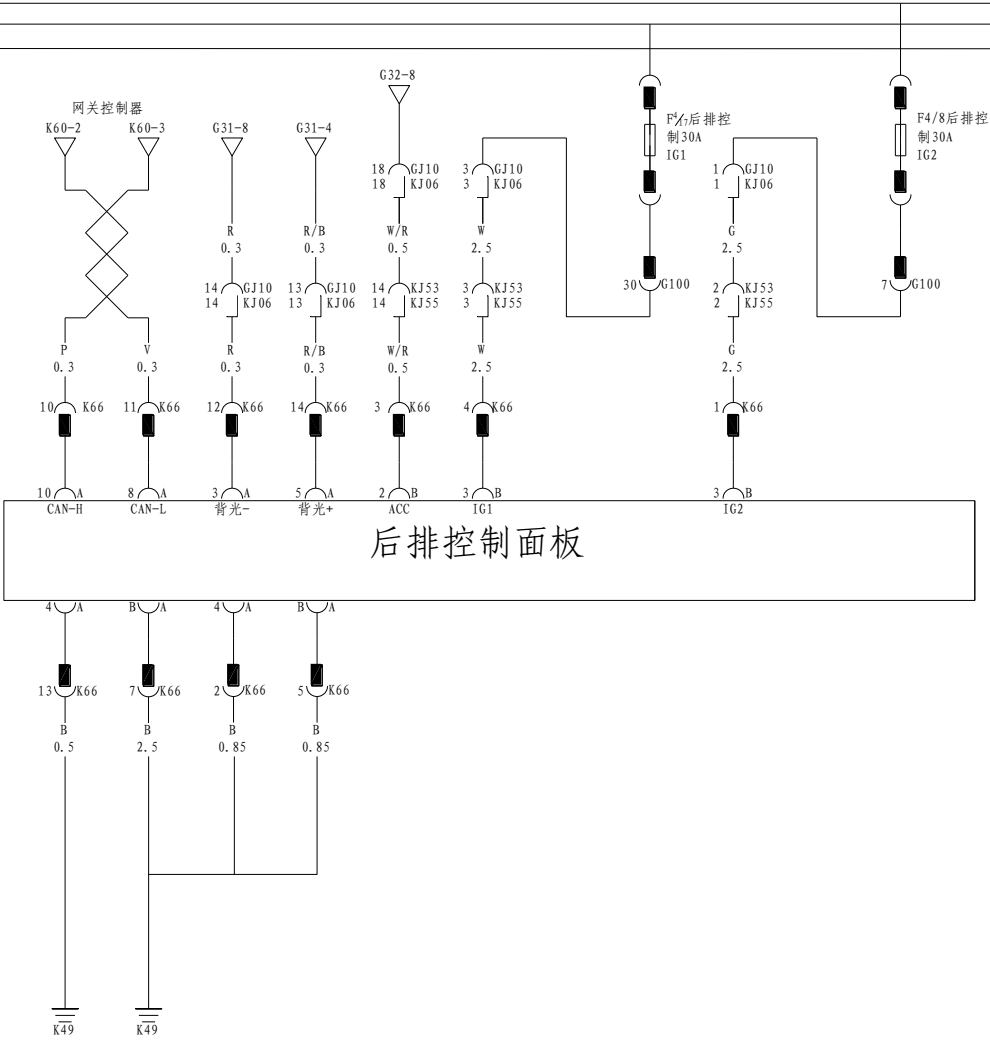 G32-8
网关控制器
K60-2 K60-3 G31-8 G31-4
后排控
制30A
IG1
F4/8后排控
制30A
IG2
18 GJ10 3 GJ10 1 GJ10
18 KJ06 3 KJ06 1 KJ06
R R/B W/R W G
0.3 0.3 0.5 2.5 2.5
30 G100 7 G100
14 GJ10 13 GJ10 14 KJ53 3 KJ53 2 KJ53
14 KJ06 13 KJ06 14 KJ55 3 KJ55 2 KJ55
P V R R/B W/R W G
0.3 0.3 0.3 0.3 0.5 2.5 2.5
10 K66 11 K66 12 K66 14 K66 3 K66 4 K66 1 K66
10 A 8 A 3 A 5 A 2 B 3 B 3 B
CAN-H CAN-L 背光- 背光+ ACC IG1 IG2
后排控制面板
4 A B A 4 A B A
13 K66 7 K66 2 K66 5 K66
B B B B
0.5 2.5 0.85 0.85
K49 K49